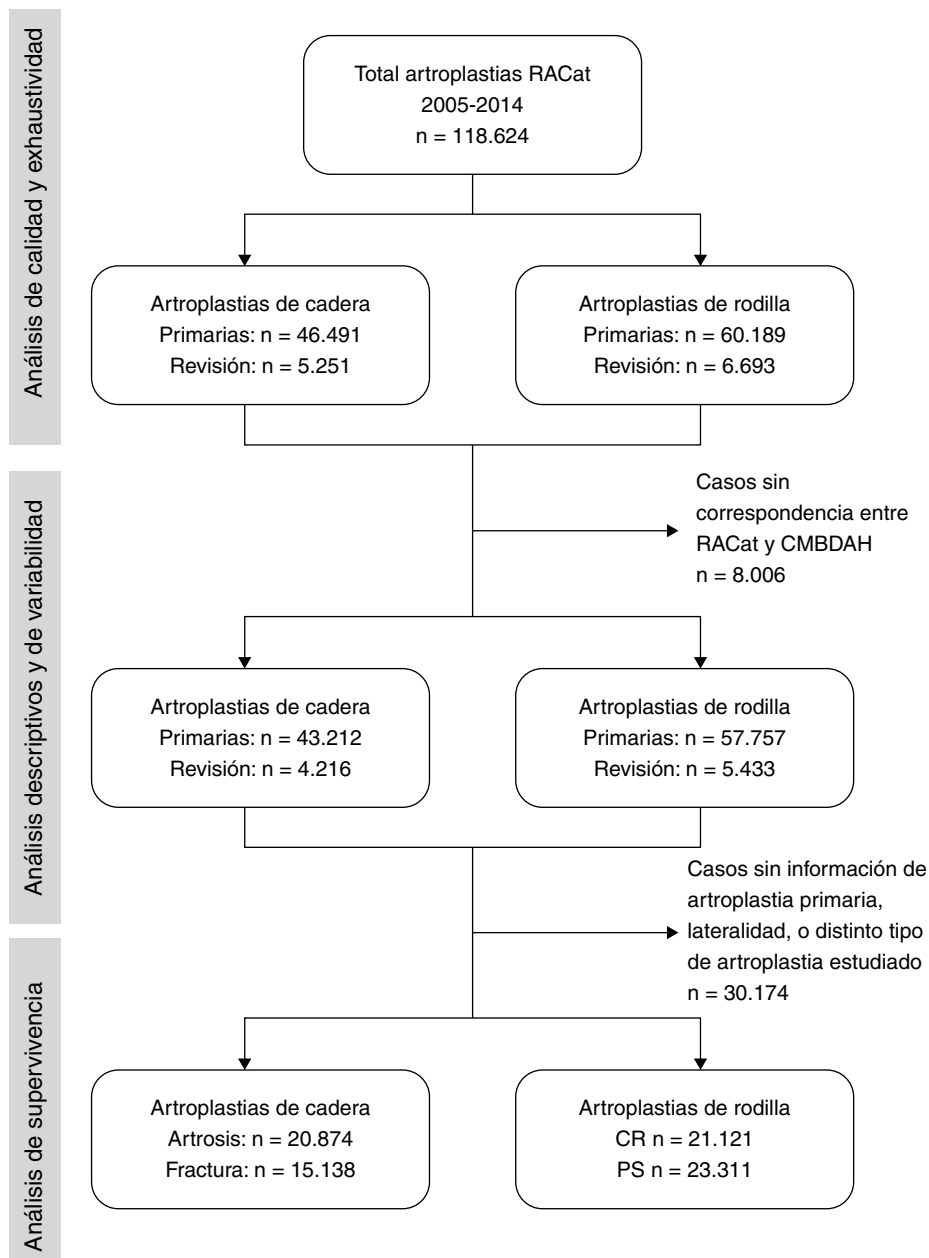 Análisis de calidad y exhaustividad
Total artroplastias RACat
2005-2014
n = 118.624
Artroplastias de cadera
Primarias: n = 46.491
Revisión: n = 5.251
Artroplastias de rodilla
Primarias: n = 60.189
Revisión: n = 6.693
Análisis descriptivos y de variabilidad
Casos sin
correspondencia entre
RACat y CMBDAH
n = 8.006
Artroplastias de cadera
Primarias: n = 43.212
Revisión: n = 4.216
Artroplastias de rodilla
Primarias: n = 57.757
Revisión: n = 5.433
Casos sin información de
artroplastia primaria,
lateralidad, o distinto tipo
de artroplastia estudiado
n = 30.174
Análisis de supervivencia
Artroplastias de cadera
Artrosis: n = 20.874
Fractura: n = 15.138
Artroplastias de rodilla
CR n = 21.121
PS n = 23.311